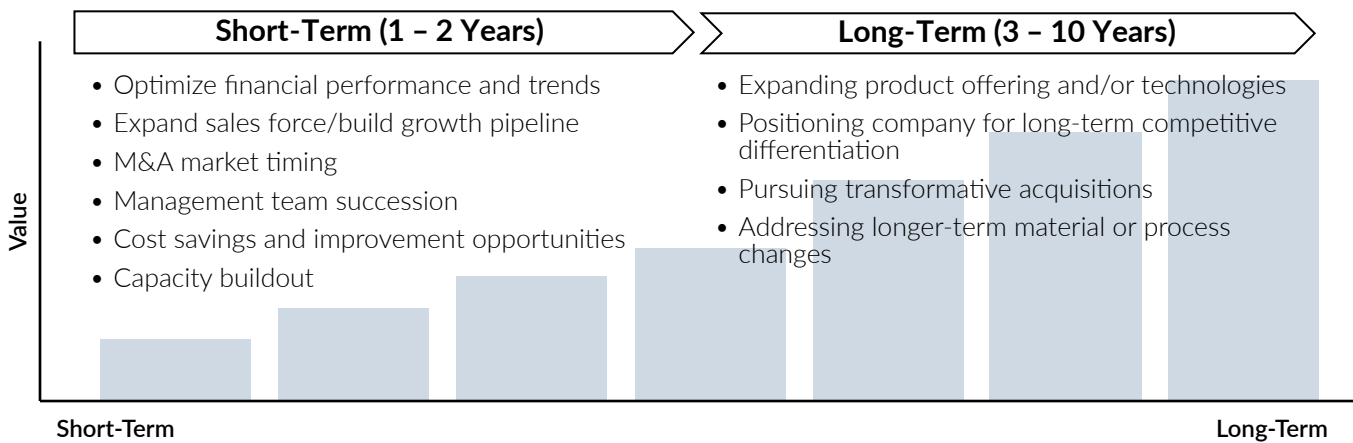 Short-Term (1 – 2 Years)
• Optimize financial performance and trends
• Expand sales force/build growth pipeline
• M&A market timing
• Management team succession
• Cost savings and improvement opportunities
• Capacity buildout
Long-Term (3 – 10 Years)
• Expanding product offering and/or technologies
• Positioning company for long-term competitive
differentiation
• Pursuing transformative acquisitions
• Addressing longer-term material or process
changes
Value
Short-Term
Long-Term